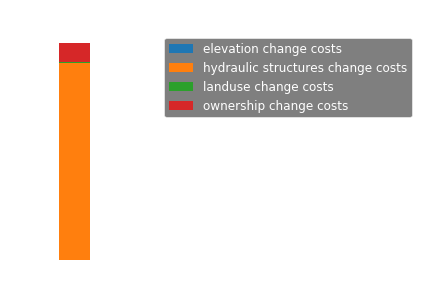 elevation change costs
hydraulic structures change costs
landuse change costs
ownership change costs